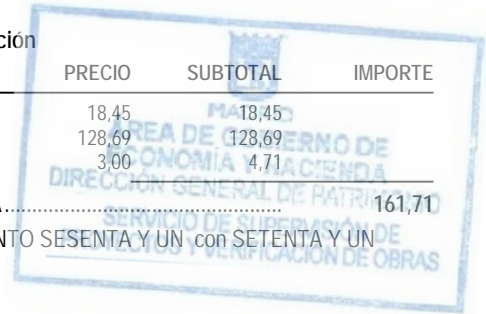 ción
PRECIO SUBTOTAL IMPORTE
18,45 18,45
128,69 128,69
3,00 4,71
A................................................................ 161,71
NTO SESENTA Y UN con SETENTA Y UN
MADRID
ÁREA DE GOBIERNO DE
ECONOMÍA Y HACIENDA
DIRECCIÓN GENERAL DE PATRIMONIO
SERVICIO DE SUPERVISIÓN DE
PROYECTOS Y VERIFICACIÓN DE OBRAS